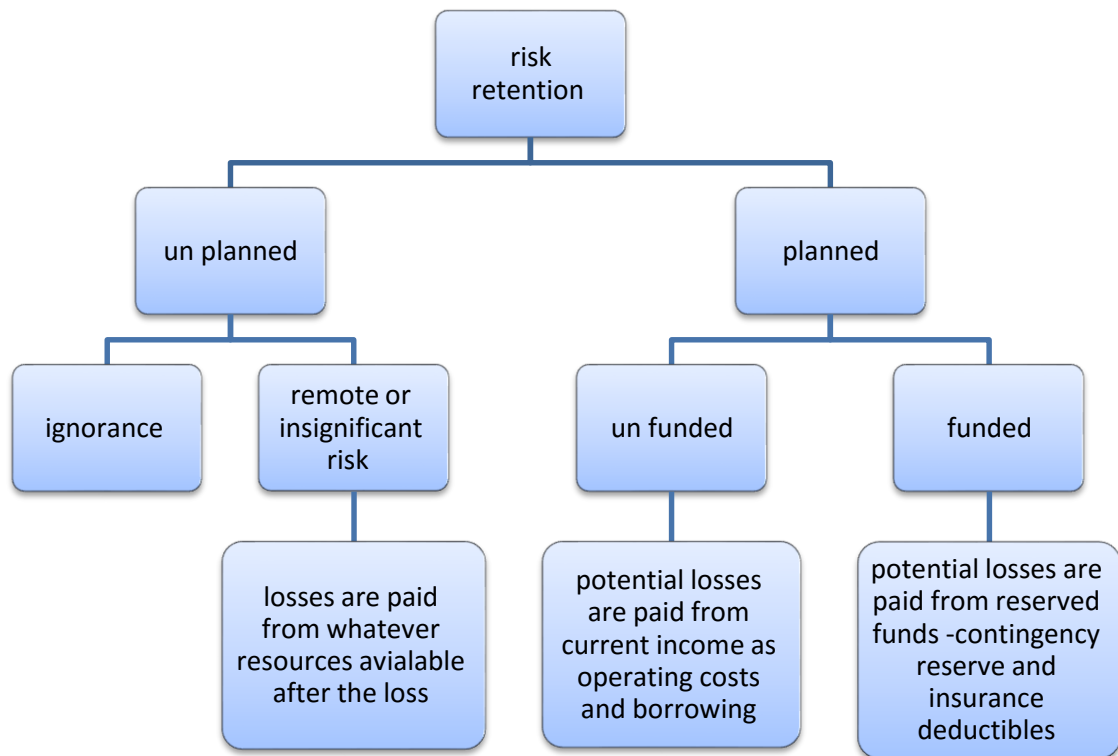 risk
retention
un planned
planned
ignorance
remote or
insignificant
risk
un funded
funded
losses are paid
from whatever
resources avialable
after the loss
potential losses
are paid from
current income as
operating costs
and borrowing
potential losses are
paid from reserved
funds -contingency
reserve and
insurance
deductibles